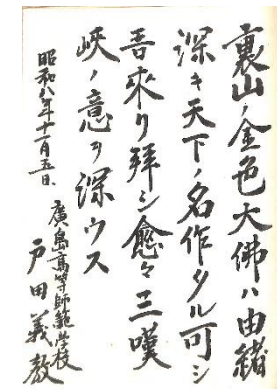 裏山ノ金色大佛ハ由緒
深キ天下ノ名作タル可シ
吾来リ拝シ愈々三嘆
峡ノ意ヲ深ウス
昭和八年十一月五日
廣島高等師範学校
戸田義教